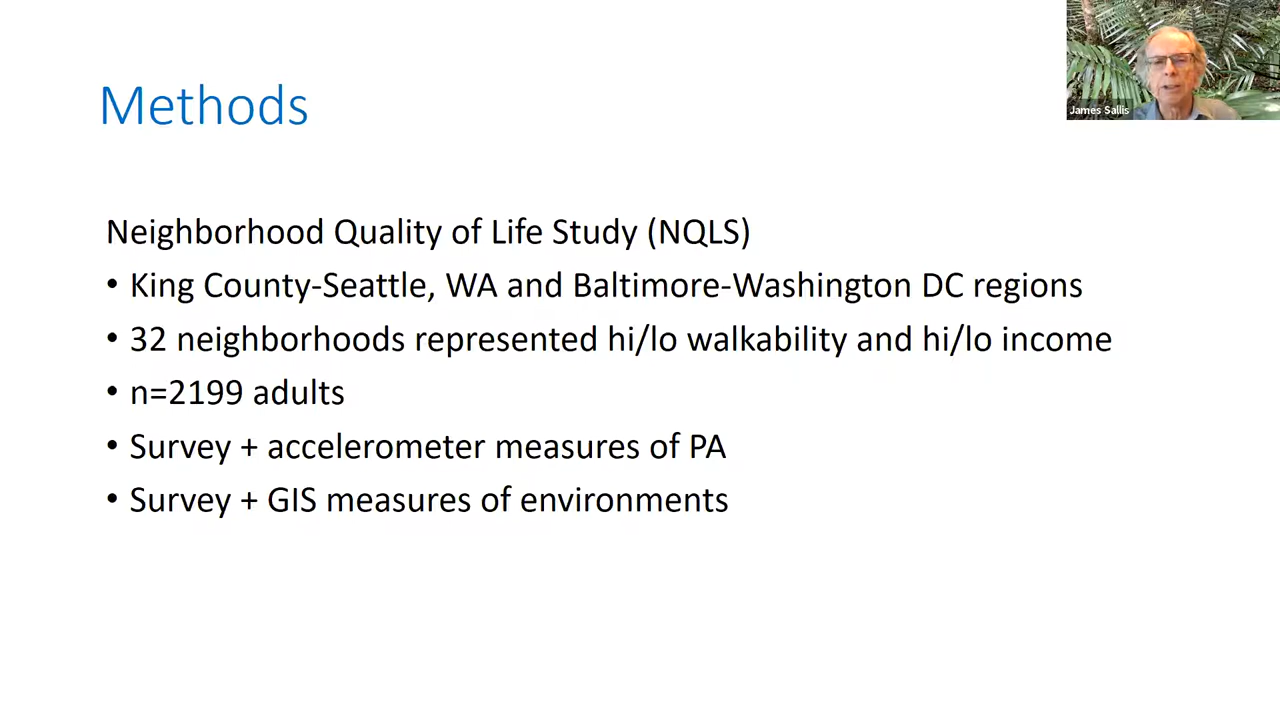 Methods
James Sallis
Neighborhood Quality of Life Study (NQLS)
• King County-Seattle, WA and Baltimore-Washington DC regions
• 32 neighborhoods represented hi/lo walkability and hi/lo income
• n=2199 adults
• Survey + accelerometer measures of PA
• Survey + GIS measures of environments